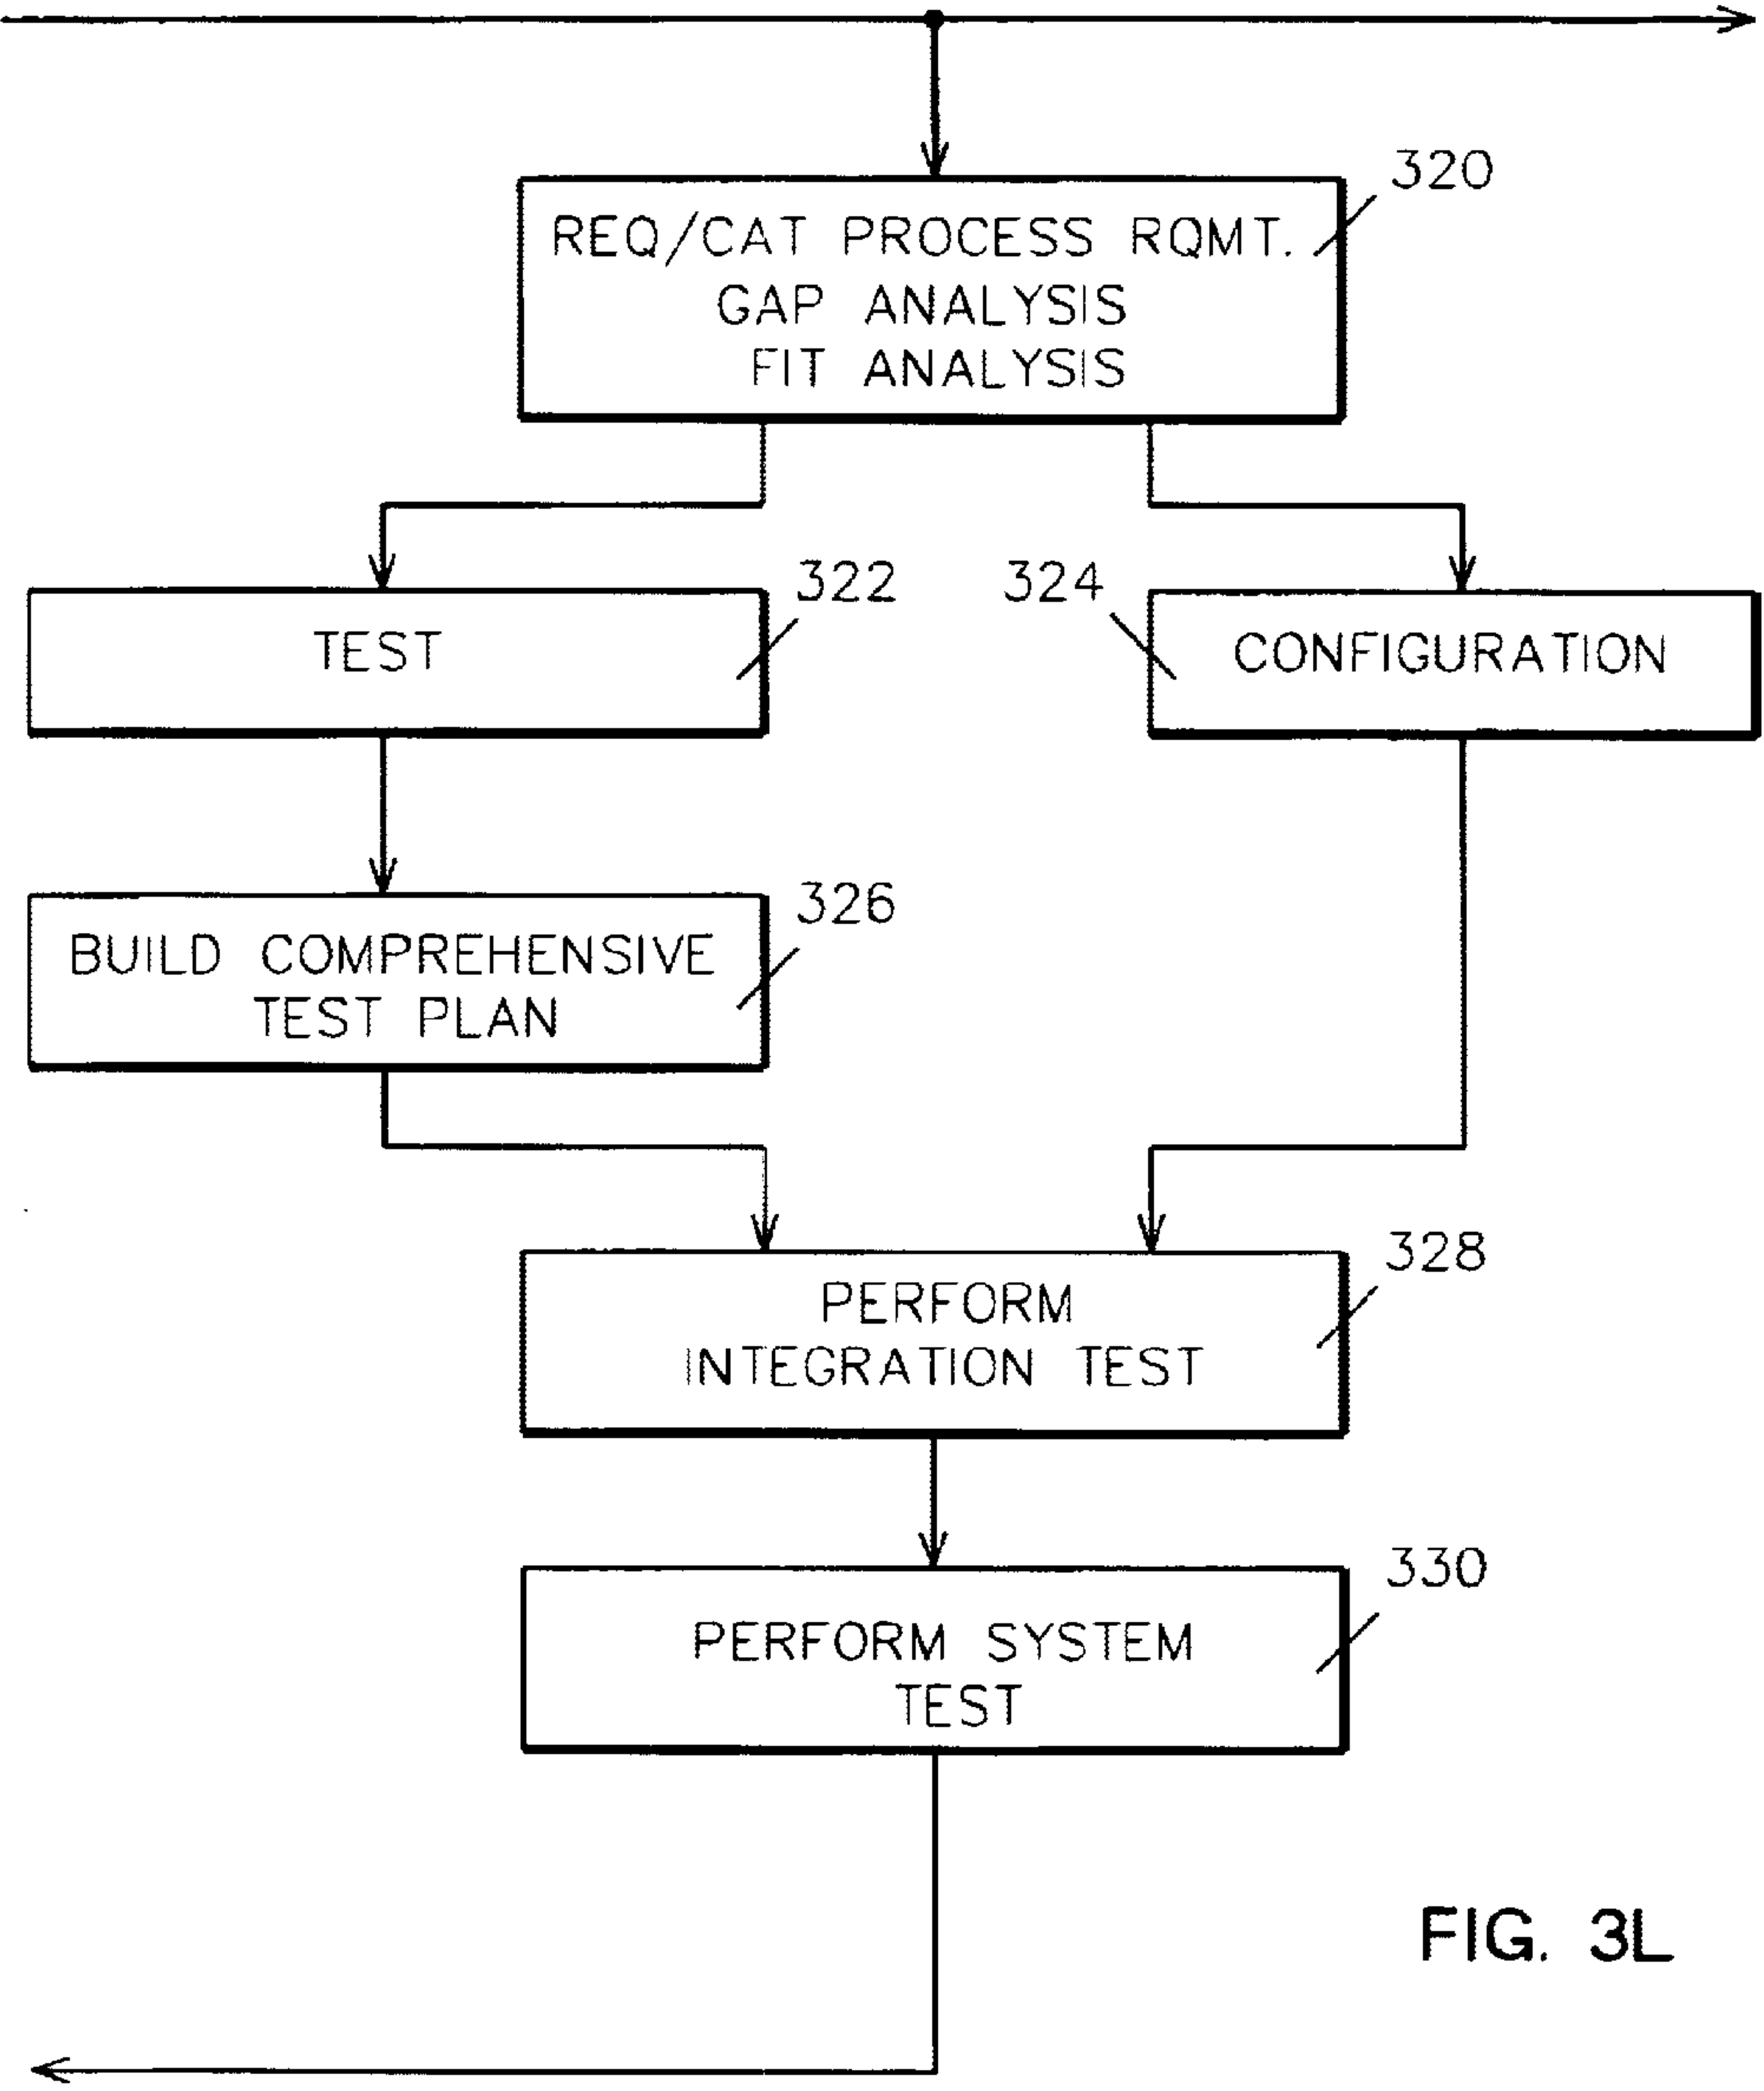 320
REQ/CAT PROCESS RQMT.
GAP ANALYSIS
FIT ANALYSIS
322
324
TEST
CONFIGURATION
326
BUILD COMPREHENSIVE
TEST PLAN
328
PERFORM
INTEGRATION TEST
330
PERFORM SYSTEM
TEST
FIG. 3L